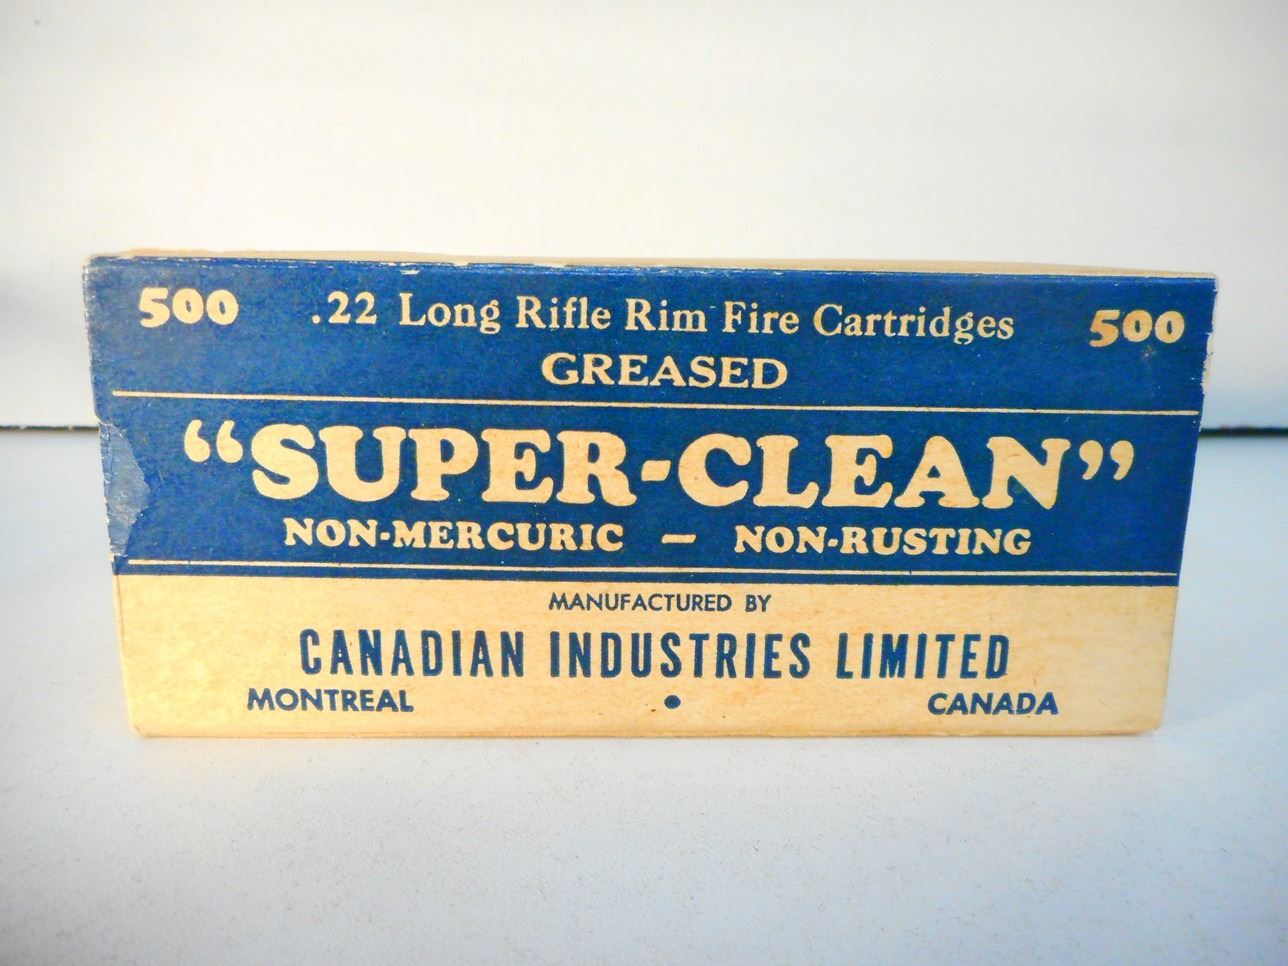 500 .22 Long Rifle Rim Fire Cartridges 500
GREASED
“SUPER-CLEAN”
NON-MERCURIC — NON-RUSTING
MANUFACTURED BY
CANADIAN INDUSTRIES LIMITED
MONTREAL • CANADA